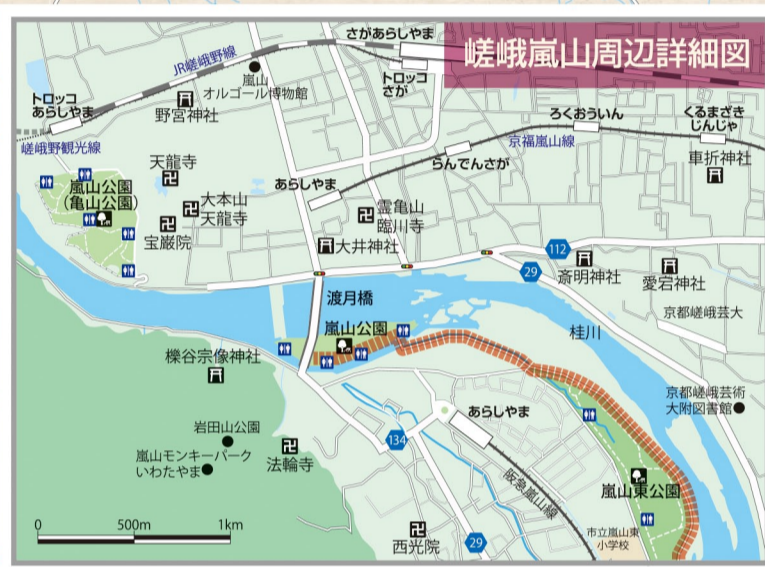 嵯峨嵐山周辺詳細図
さがあらしやま
JR嵯峨野線
トロッコ
さが
嵐山
オルゴール博物館
トロッコ
あらしやま
野宮神社
嵯峨野観光線
ろくおういん
くるまざき
じんじゃ
京福嵐山線
らんでんさが
車折神社
天龍寺
嵐山公園
(亀山公園)
あらしやま
大本山
天龍寺
霊亀山
臨川寺
宝巌院
大井神社
112
29
斎明神社
愛宕神社
渡月橋
京都嵯峨芸大
嵐山公園
桂川
櫟谷宗像神社
京都嵯峨芸術
大附図書館
あらしやま
岩田山公園
134
嵐山モンキーパーク
いわたやま
法輪寺
阪急嵐山線
嵐山東公園
0 500m 1km
西光院
29
市立嵐山東
小学校